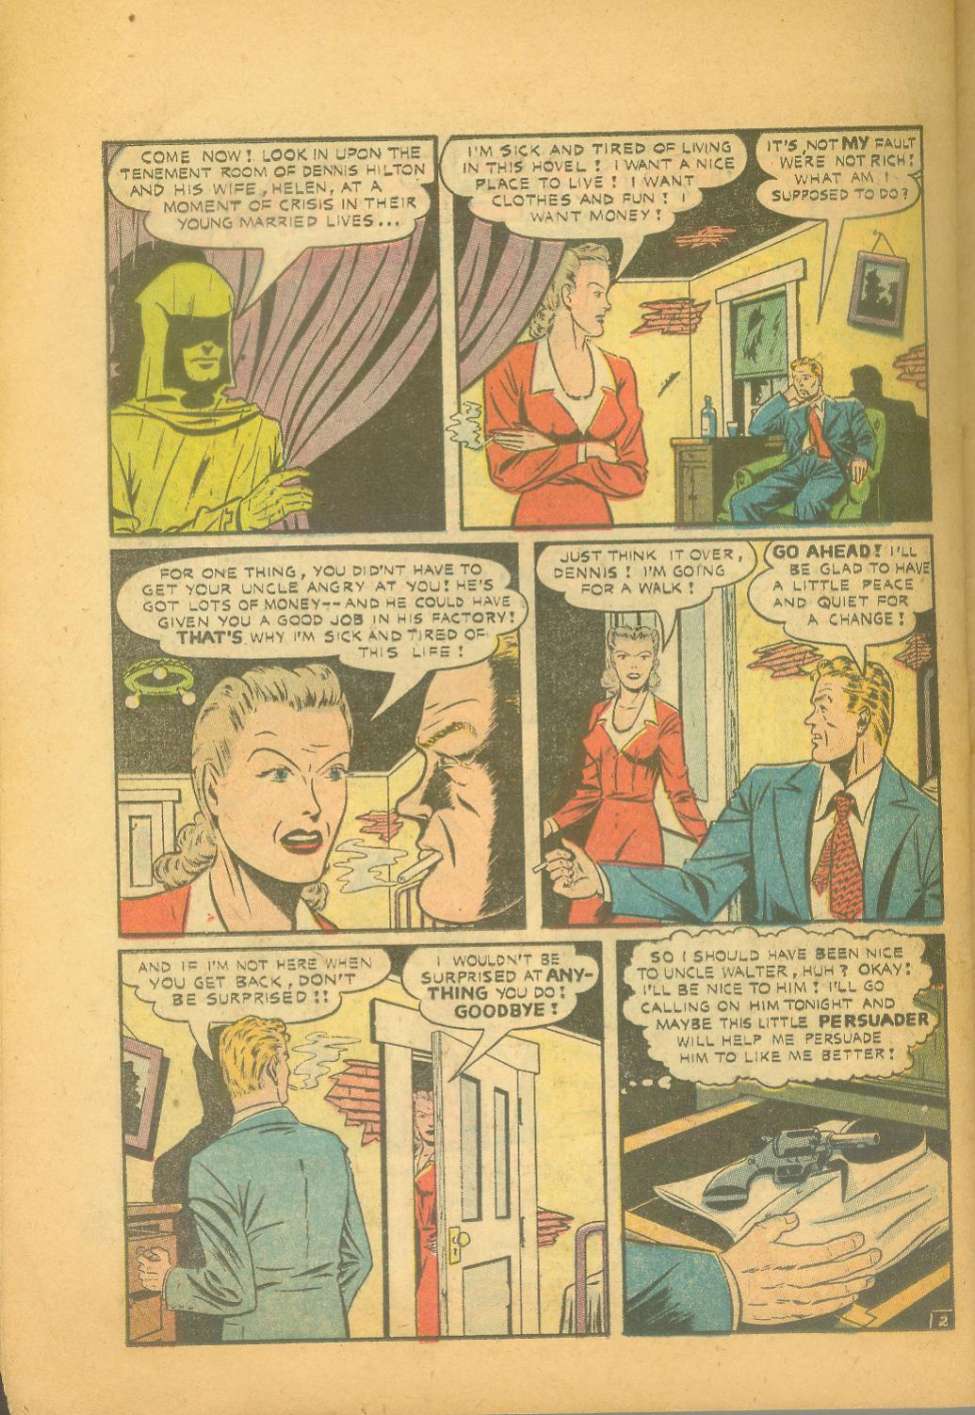 COME NOW! LOOK IN UPON THE
TENEMENT ROOM OF DENNIS HILTON
AND HIS WIFE, HELEN, AT A
MOMENT OF CRISIS IN THEIR
YOUNG MARRIED LIVES...
I'M SICK AND TIRED OF LIVING
IN THIS HOVEL! I WANT A NICE
PLACE TO LIVE! I WANT
CLOTHES AND FUN! I
WANT MONEY!
IT'S NOT MY FAULT
WE'RE NOT RICH!
WHAT AM I
SUPPOSED TO DO?
FOR ONE THING, YOU DIDN'T HAVE TO
GET YOUR UNCLE ANGRY AT YOU! HE'S
GOT LOTS OF MONEY--AND HE COULD HAVE
GIVEN YOU A GOOD JOB IN HIS FACTORY!
THAT'S WHY I'M SICK AND TIRED OF
THIS LIFE!
JUST THINK IT OVER,
DENNIS! I'M GOING
FOR A WALK!
GO AHEAD! I'LL
BE GLAD TO HAVE
A LITTLE PEACE
AND QUIET FOR
A CHANGE!
AND IF I'M NOT HERE WHEN
YOU GET BACK, DON'T
BE SURPRISED!!
I WOULDN'T BE
SURPRISED AT ANY-
THING YOU DO!
GOODBYE!
SO I SHOULD HAVE BEEN NICE
TO UNCLE WALTER, HUH? OKAY!
I'LL BE NICE TO HIM! I'LL GO
CALLING ON HIM TONIGHT AND
MAYBE THIS LITTLE PERSUADER
WILL HELP ME PERSUADE
HIM TO LIKE ME BETTER!
2